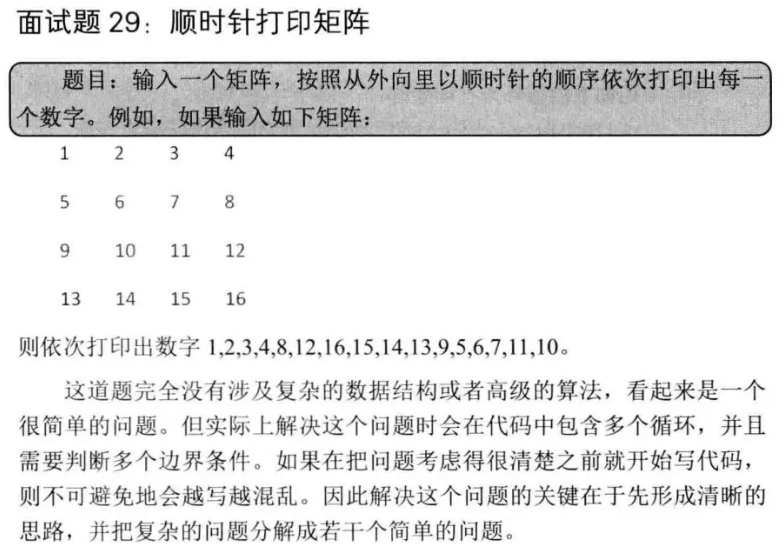 面试题 29：顺时针打印矩阵
题目：输入一个矩阵，按照从外向里以顺时针的顺序依次打印出每一
个数字。例如，如果输入如下矩阵：
1 2 3 4
5 6 7 8
9 10 11 12
13 14 15 16
则依次打印出数字 1,2,3,4,8,12,16,15,14,13,9,5,6,7,11,10。
这道题完全没有涉及复杂的数据结构或者高级的算法，看起来是一个
很简单的问题。但实际上解决这个问题时会在代码中包含多个循环，并且
需要判断多个边界条件。如果在把问题考虑得很清楚之前就开始写代码，
则不可避免地会越写越混乱。因此解决这个问题的关键在于先形成清晰的
思路，并把复杂的问题分解成若干个简单的问题。